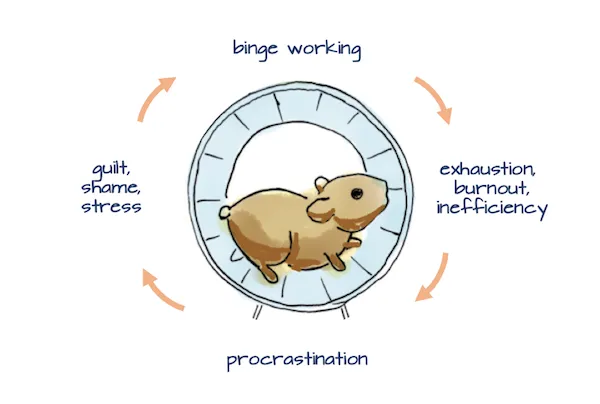 binge working
exhaustion,
burnout,
inefficiency
procrastination
guilt,
shame,
stress